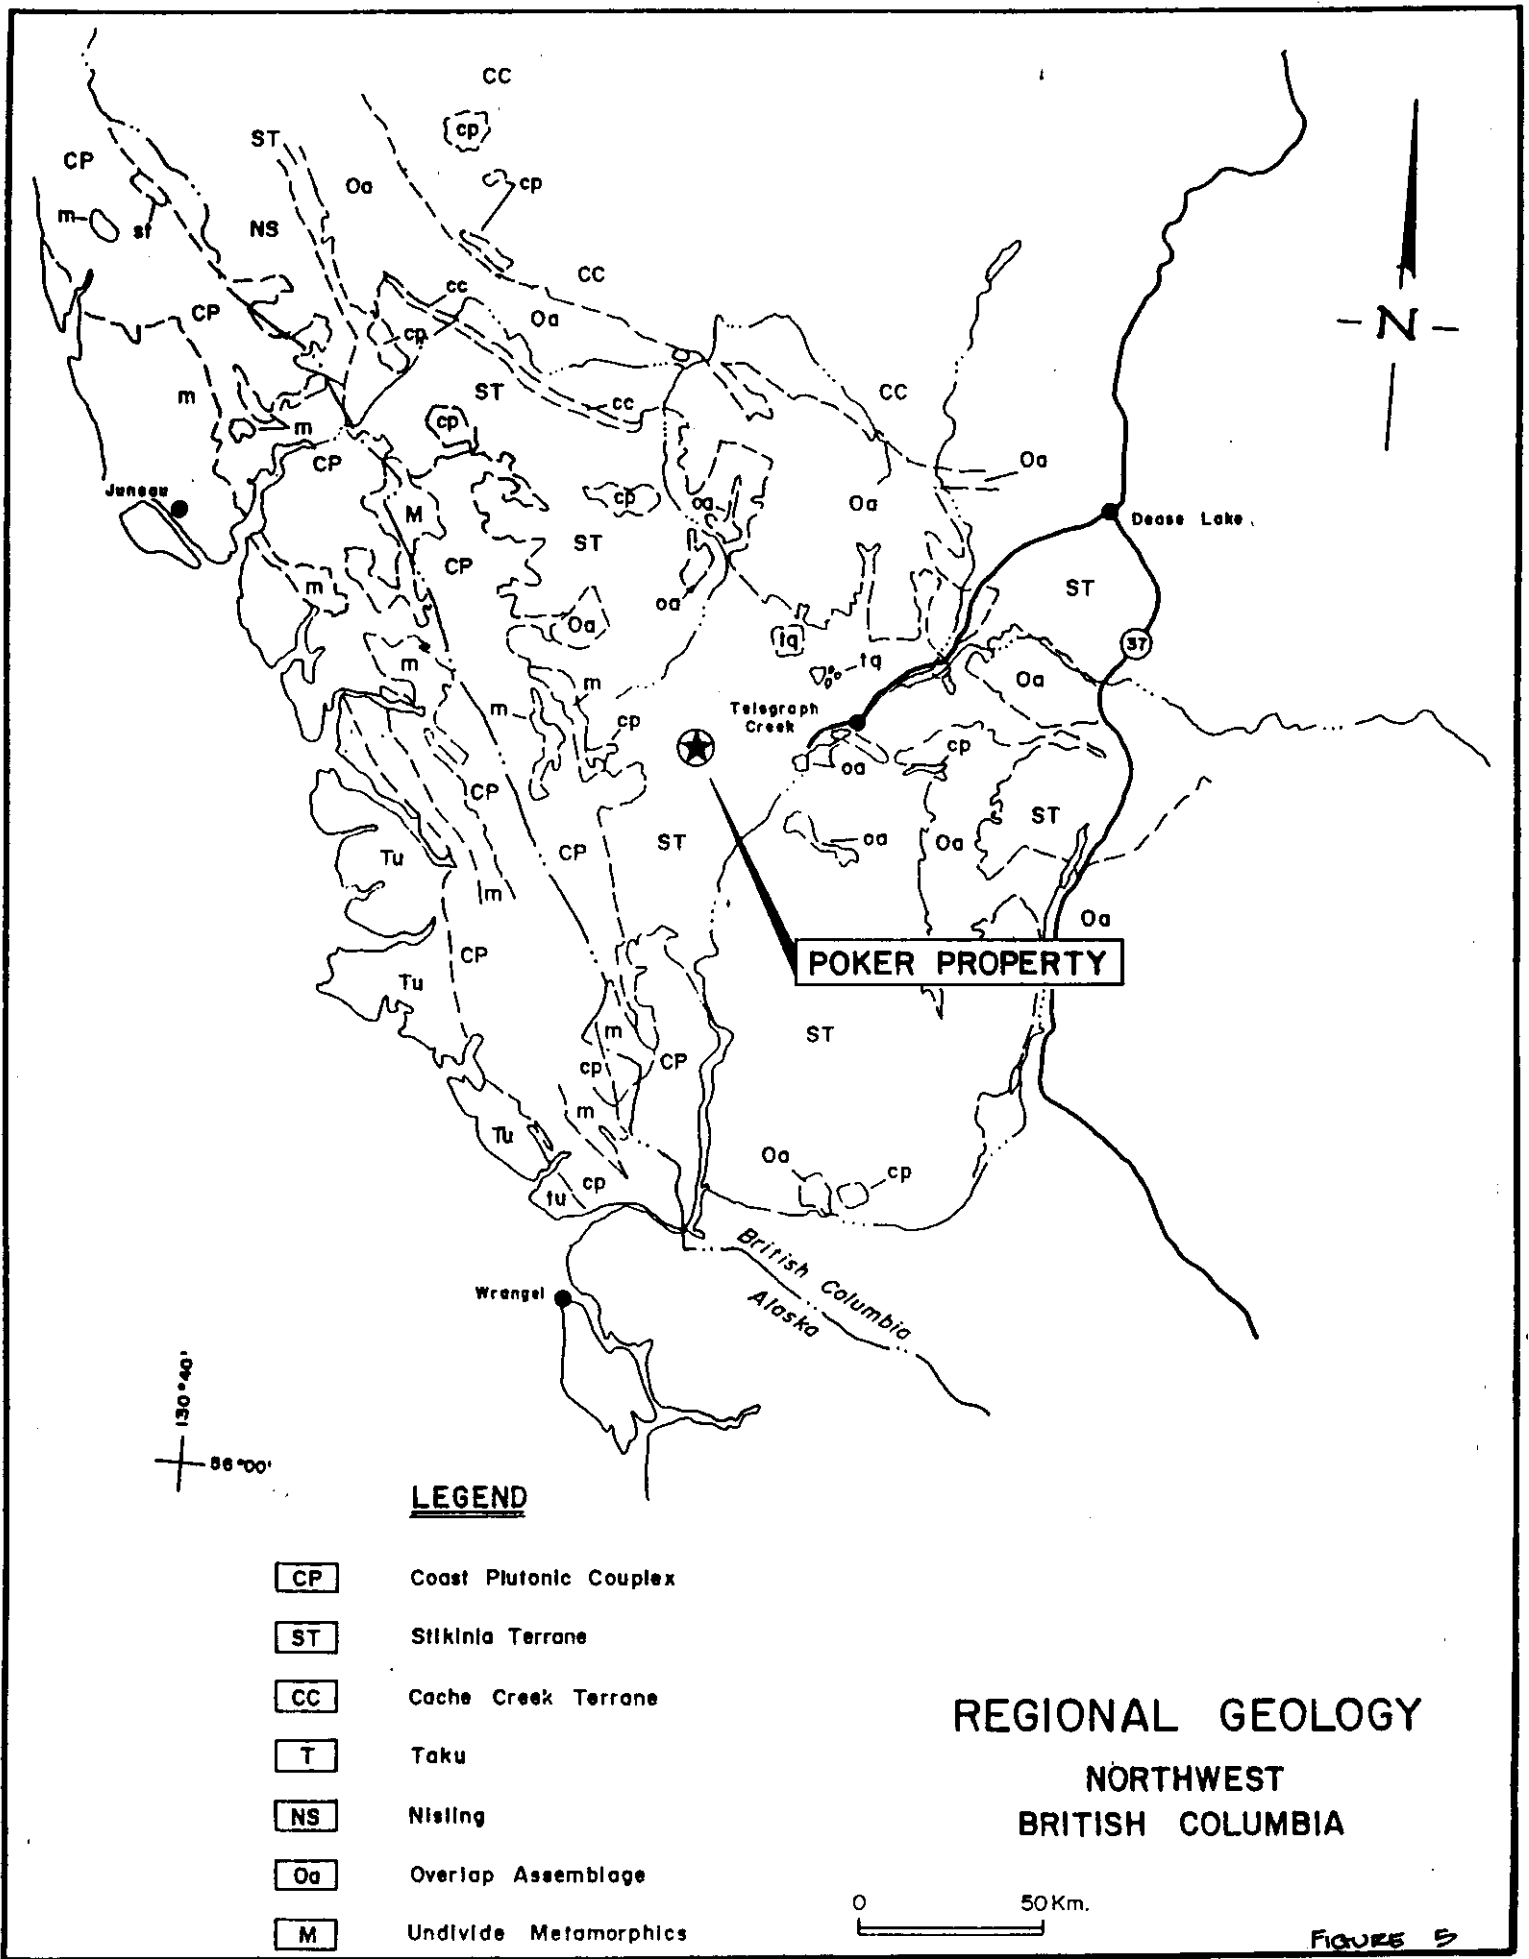 CC
cp
ST
CP
Oa
cp
m
st
NS
CC
cc
CP
Oa
cp
N
ST
CC
m
cc
cp
m
CP
Oa
Juneau
cp
oa
Oa
M
Dease Lake
ST
CP
m
ST
oa
Oa
tq
37
m
tq
m
Oa
m
cp
Telegraph
Creek
cp
oa
CP
ST
ST
oa
Oa
CP
Tu
m
Oa
CP
POKER PROPERTY
Tu
m
ST
cp
CP
m
Tu
Oa
cp
cp
tu
British Columbia
Alaska
Wrangel
130°40'
56°00'
LEGEND
CP Coast Plutonic Couplex
ST Stikinia Terrane
CC Cache Creek Terrane
T Taku
NS Nisling
Oa Overlap Assemblage
M Undivide Metamorphics
REGIONAL GEOLOGY
NORTHWEST
BRITISH COLUMBIA
0 50 Km.
FIGURE 5